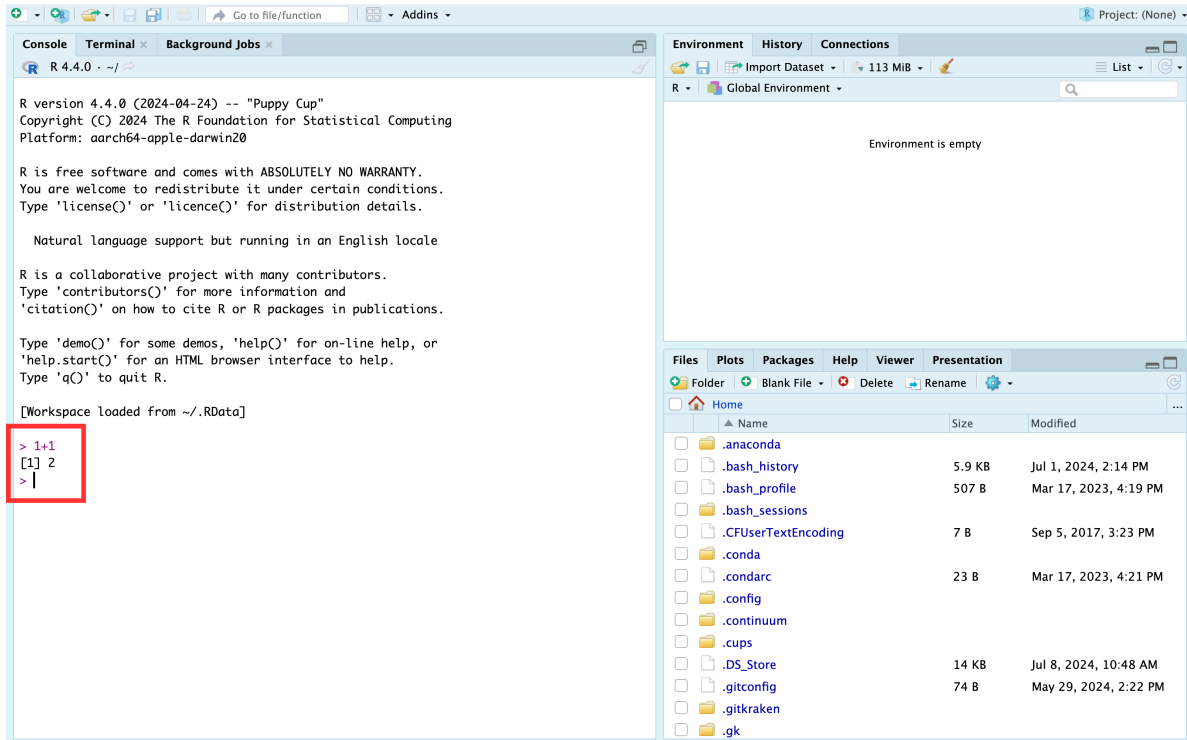 Go to file/function
Addins
Project: (None)
Console Terminal Background Jobs
R 4.4.0 · ~/
R version 4.4.0 (2024-04-24) -- "Puppy Cup"
Copyright (C) 2024 The R Foundation for Statistical Computing
Platform: aarch64-apple-darwin20
R is free software and comes with ABSOLUTELY NO WARRANTY.
You are welcome to redistribute it under certain conditions.
Type 'license()' or 'licence()' for distribution details.
Natural language support but running in an English locale
R is a collaborative project with many contributors.
Type 'contributors()' for more information and
'citation()' on how to cite R or R packages in publications.
Type 'demo()' for some demos, 'help()' for on-line help, or
'help.start()' for an HTML browser interface to help.
Type 'q()' to quit R.
[Workspace loaded from ~/.RData]
> 1+1
[1] 2
>
Environment History Connections
Import Dataset 113 MiB List
R Global Environment
Environment is empty
Files Plots Packages Help Viewer Presentation
Folder Blank File Delete Rename
Home ...
Name Size Modified
.anaconda
.bash_history 5.9 KB Jul 1, 2024, 2:14 PM
.bash_profile 507 B Mar 17, 2023, 4:19 PM
.bash_sessions
.CFUserTextEncoding 7 B Sep 5, 2017, 3:23 PM
.conda
.condarc 23 B Mar 17, 2023, 4:21 PM
.config
.continuum
.cups
.DS_Store 14 KB Jul 8, 2024, 10:48 AM
.gitconfig 74 B May 29, 2024, 2:22 PM
.gitkraken
.gk